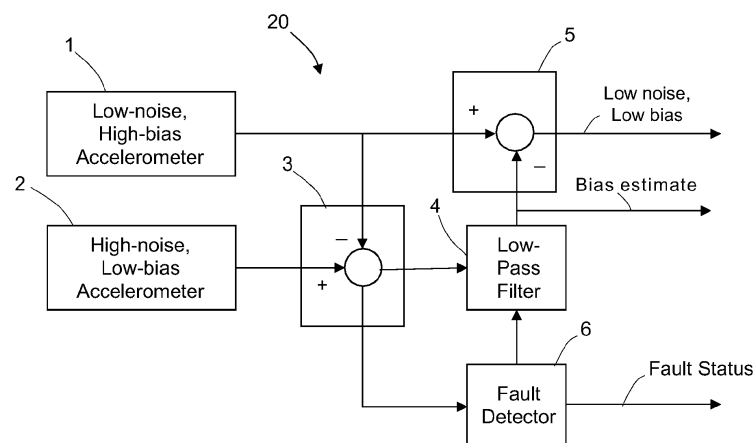 20
5
1
Low-noise,
High-bias
Accelerometer
+
−
Low noise,
Low bias
2
3
4
Bias estimate
High-noise,
Low-bias
Accelerometer
−
+
Low-
Pass
Filter
6
Fault
Detector
Fault Status